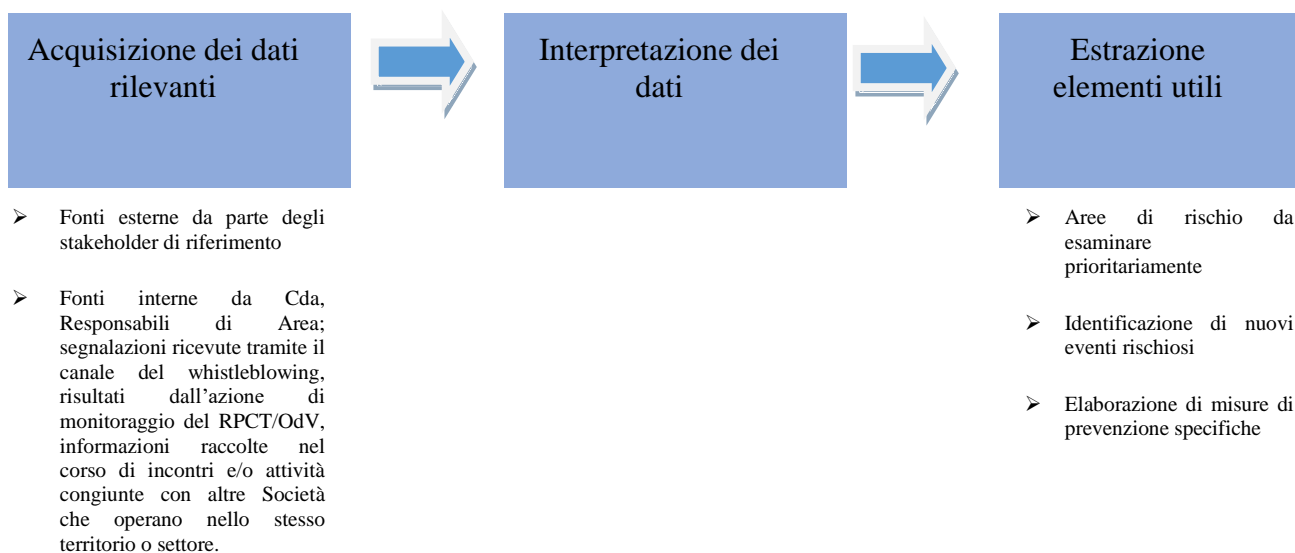 Acquisizione dei dati
rilevanti
Interpretazione dei
dati
Estrazione
elementi utili
➢ Fonti esterne da parte degli
stakeholder di riferimento
➢ Fonti interne da Cda,
Responsabili di Area;
segnalazioni ricevute tramite il
canale del whistleblowing,
risultati dall’azione di
monitoraggio del RPCT/OdV,
informazioni raccolte nel
corso di incontri e/o attività
congiunte con altre Società
che operano nello stesso
territorio o settore.
➢ Aree di rischio da
esaminare
prioritariamente
➢ Identificazione di nuovi
eventi rischiosi
➢ Elaborazione di misure di
prevenzione specifiche